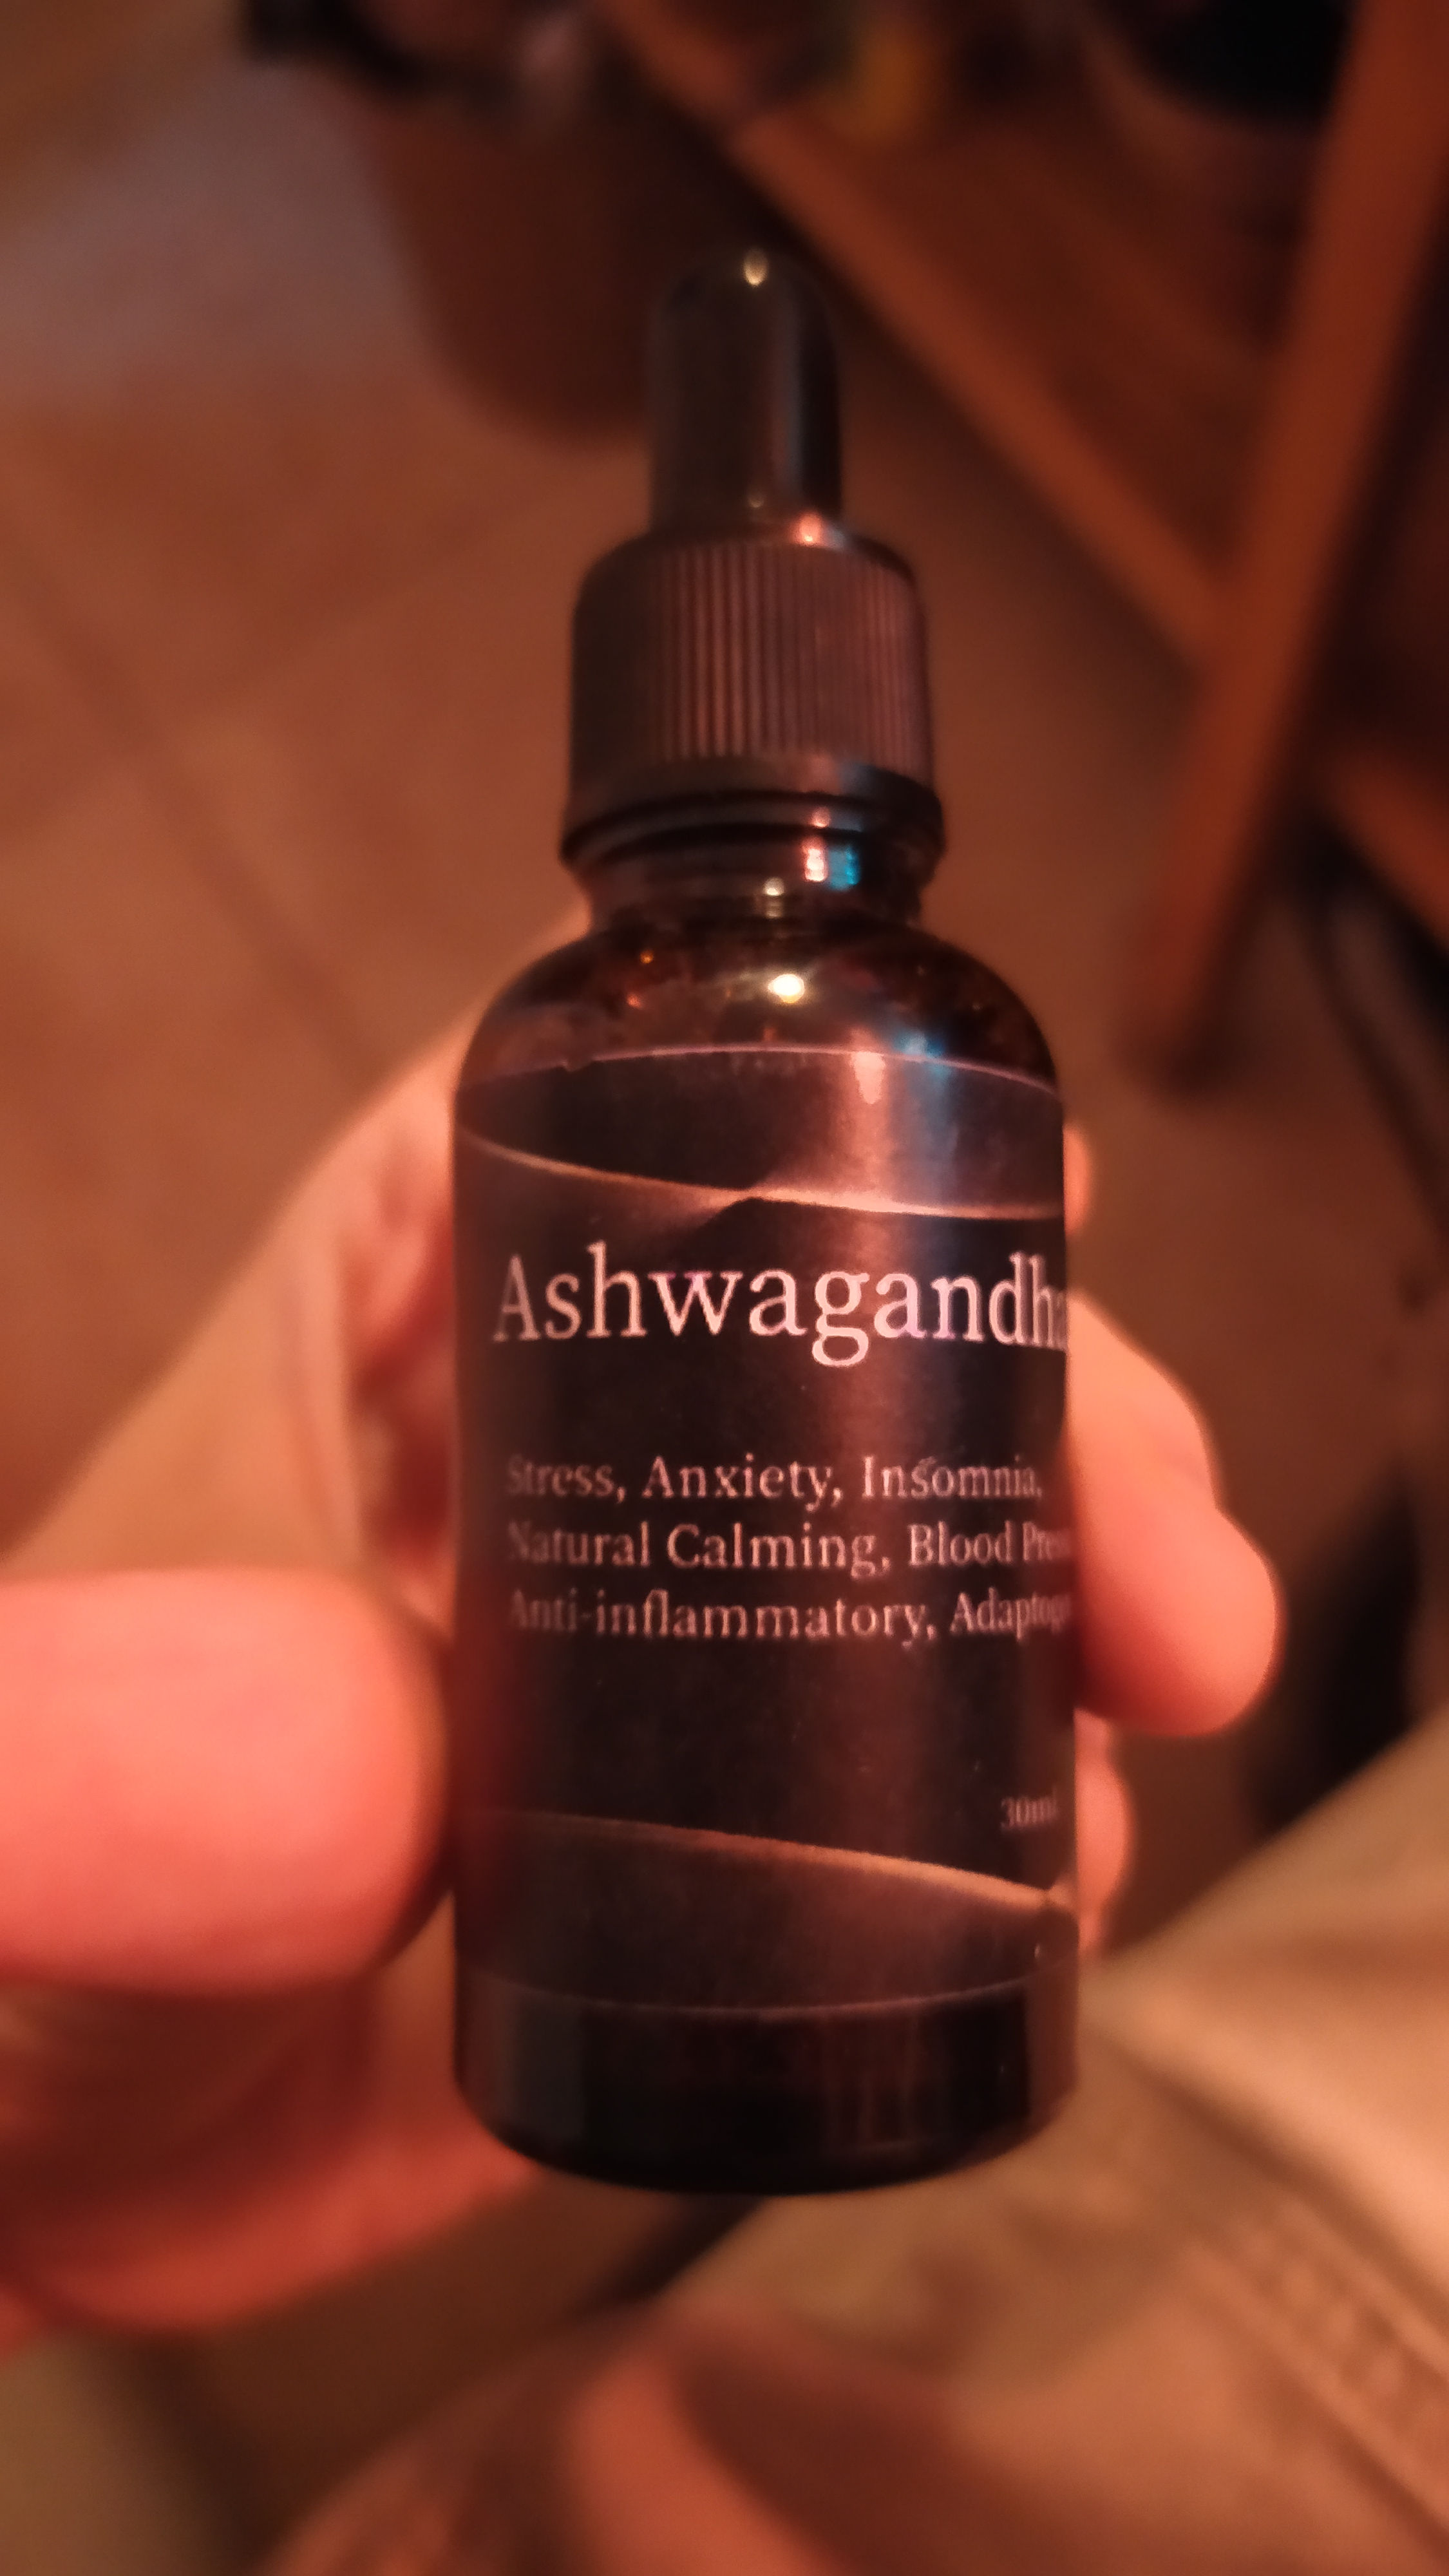 Ashwagandha
Stress, Anxiety, Insomnia,
Natural Calming, Blood
Anti-inflammatory,
30ml